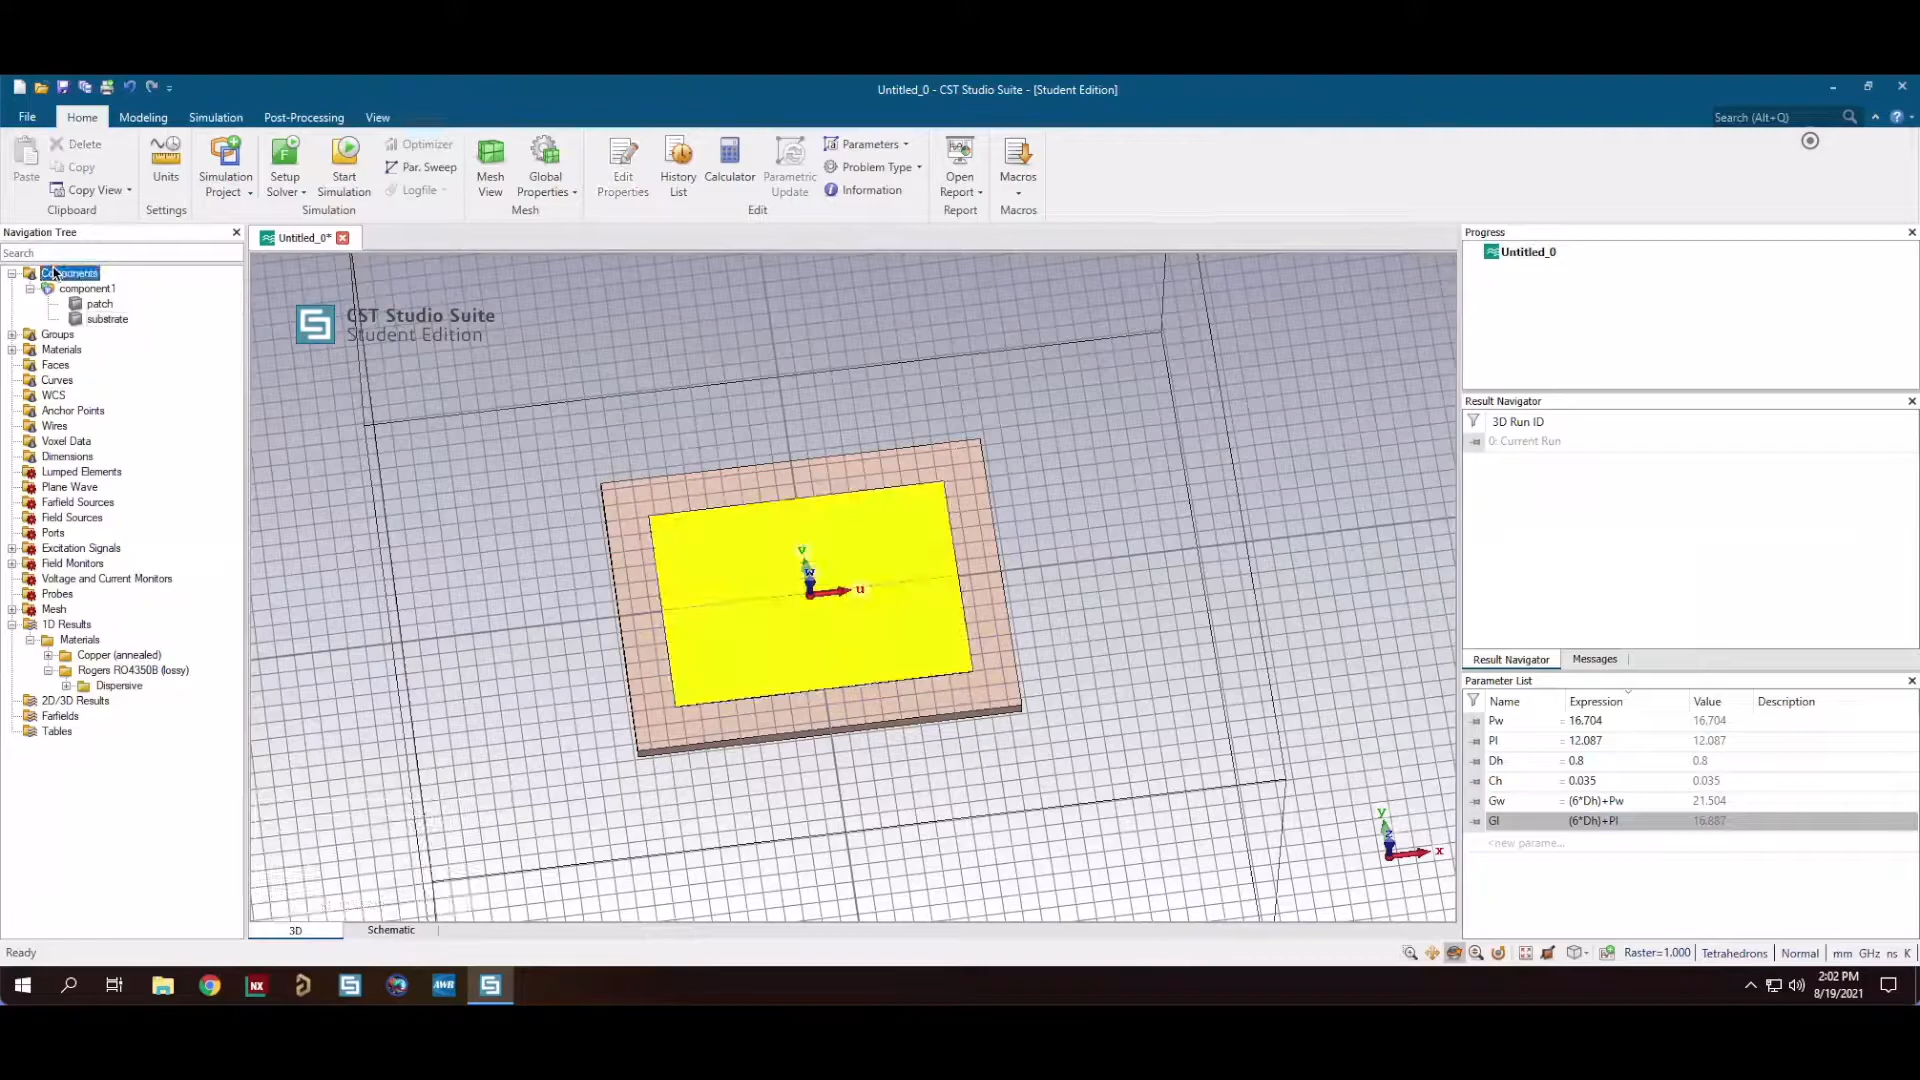 Untitled_0 - CST Studio Suite - [Student Edition]
File Home Modeling Simulation Post-Processing View Search (Alt+Q)
Paste Delete Copy Copy View Clipboard
Units Settings
Simulation Project Setup Solver Start Simulation Optimizer Par. Sweep Logfile Simulation
Mesh View Global Properties Mesh
Edit Properties History List Calculator Parametric Update Parameters Problem Type Information Edit
Open Report Report
Macros Macros
Navigation Tree
Search
Components
component1
patch
substrate
Groups
Materials
Faces
Curves
WCS
Anchor Points
Wires
Voxel Data
Dimensions
Lumped Elements
Plane Wave
Farfield Sources
Field Sources
Ports
Excitation Signals
Field Monitors
Voltage and Current Monitors
Probes
Mesh
1D Results
Materials
Copper (annealed)
Rogers RO4350B (lossy)
Dispersive
2D/3D Results
Farfields
Tables
Untitled_0*
CST Studio Suite
Student Edition
v
w
u
y
z
x
3D Schematic
Progress
Untitled_0
Result Navigator
3D Run ID
0: Current Run
Result Navigator Messages
Parameter List
Name Expression Value Description
Pw = 16.704 16.704
Pl = 12.087 12.087
Dh = 0.8 0.8
Ch = 0.035 0.035
Gw = (6*Dh)+Pw 21.504
Gl (6*Dh)+Pl 16.887
<new parame...
Ready
Raster=1.000 Tetrahedrons Normal mm GHz ns K
NX
AWR
2:02 PM
8/19/2021